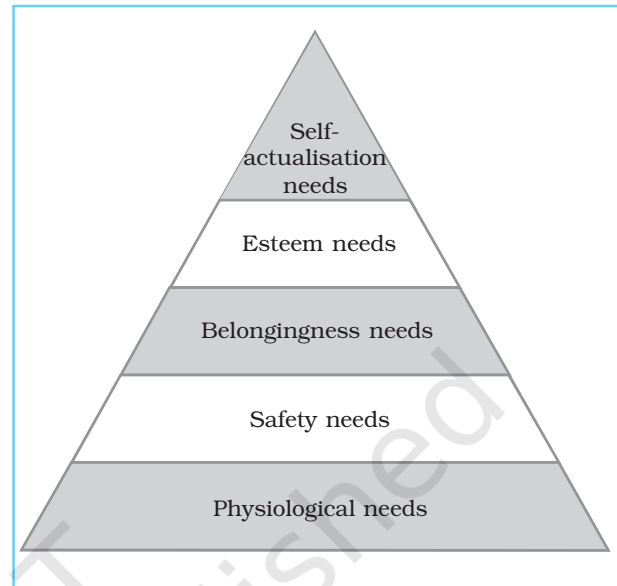 Self-
actualisation
needs
Esteem needs
Belongingness needs
Safety needs
Physiological needs